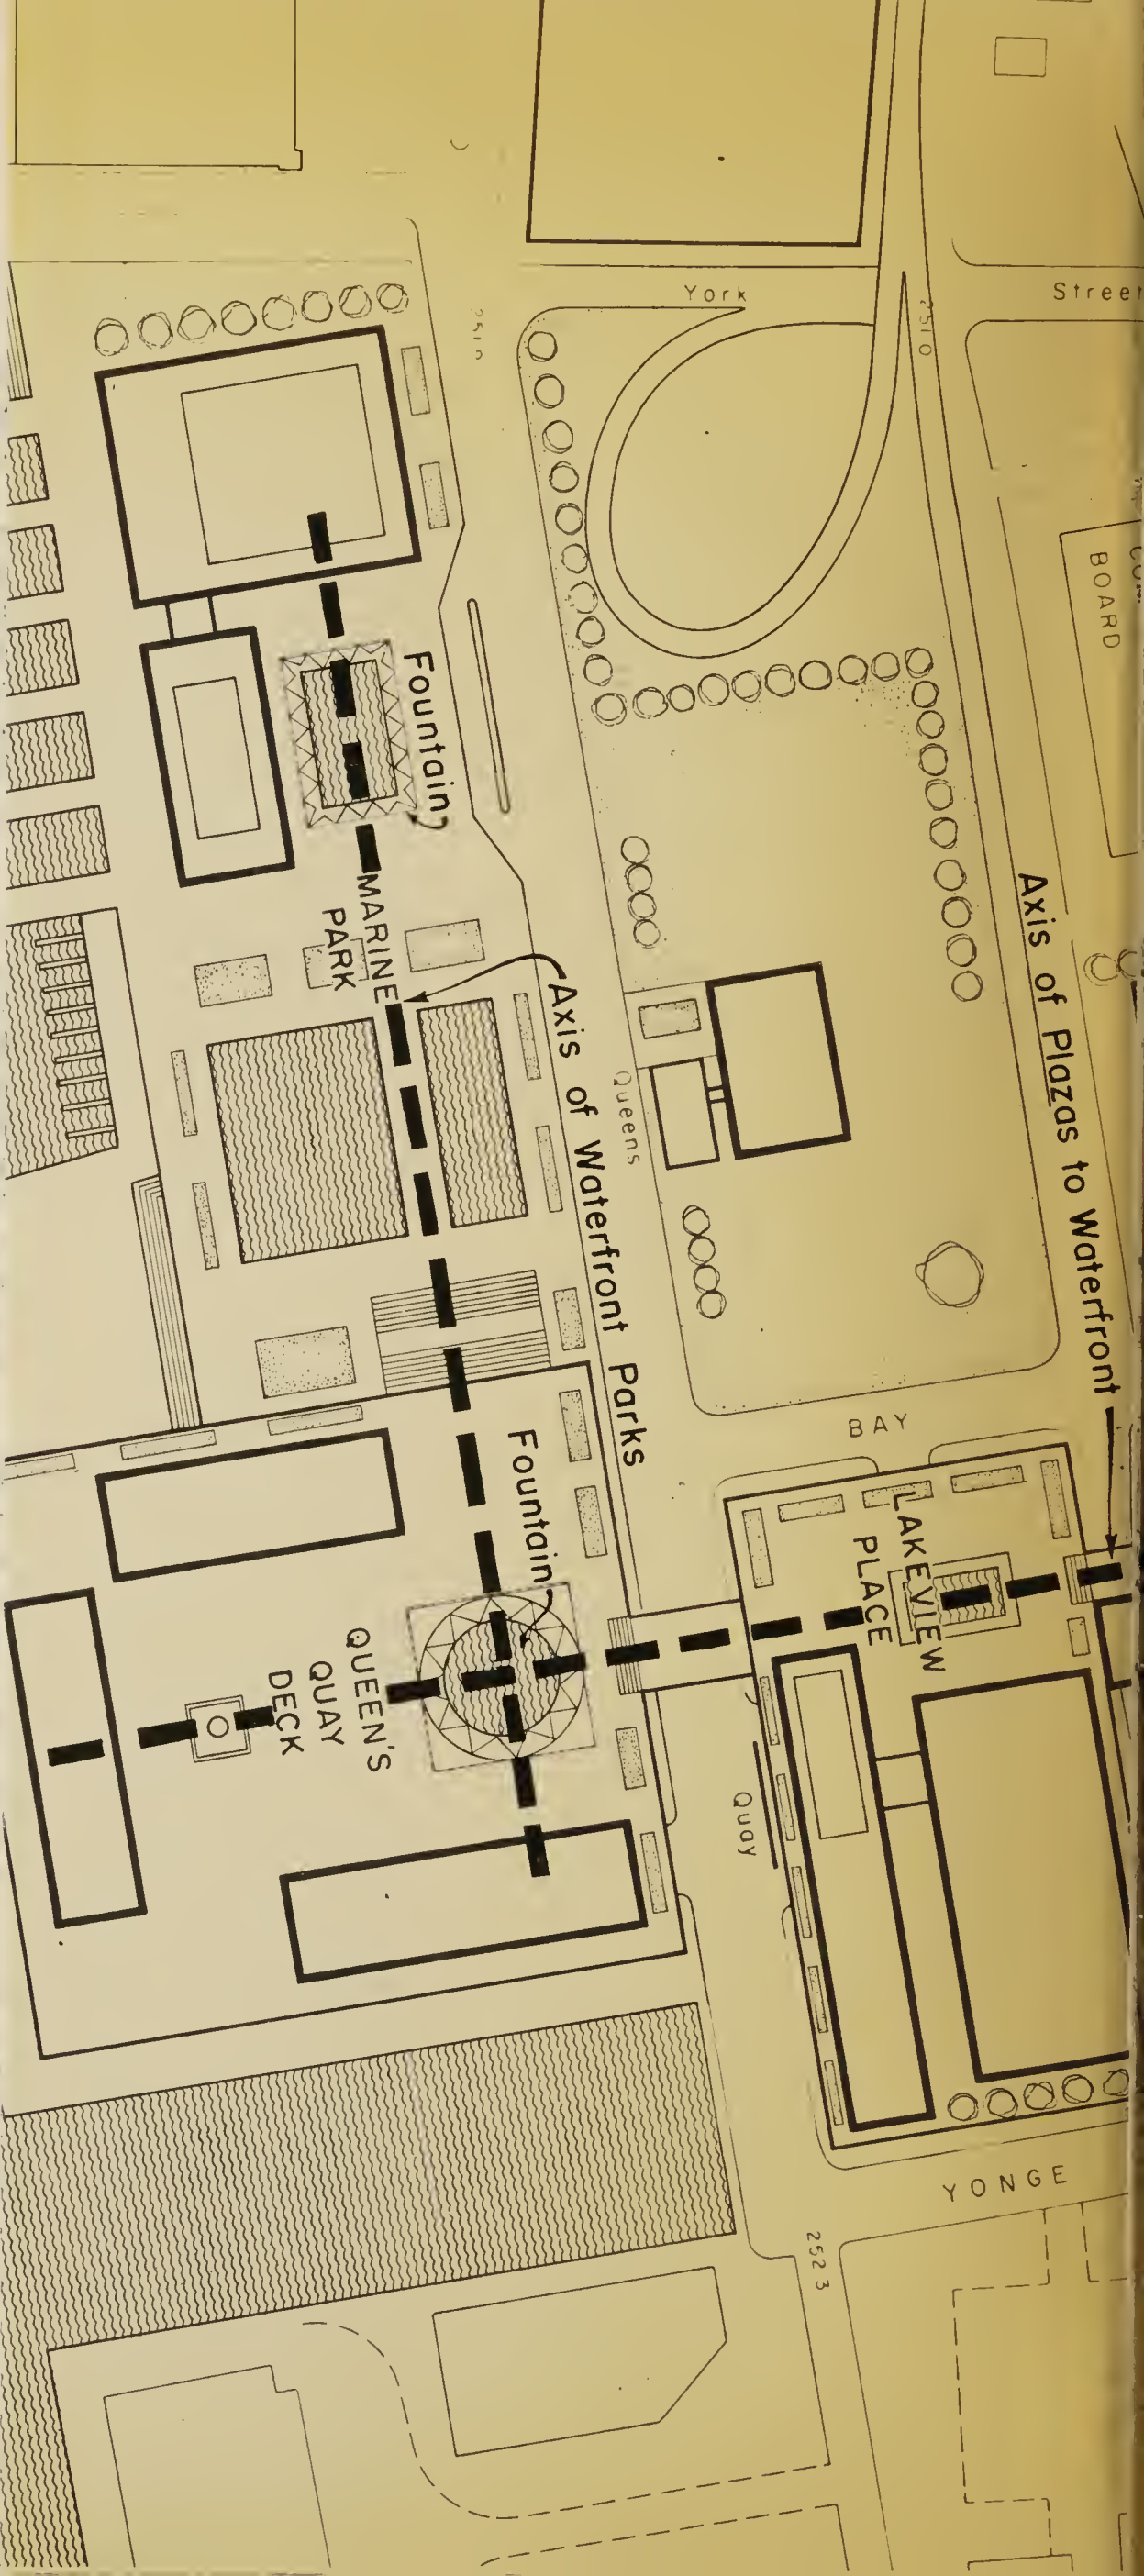 York
Street
2510
BOARD
Axis of Plazas to Waterfront
Fountain
MARINE
PARK
Axis of Waterfront Parks
Queens
BAY
LAKEVIEW
PLACE
Fountain
QUEEN'S
QUAY
DECK
Quay
YONGE
2523